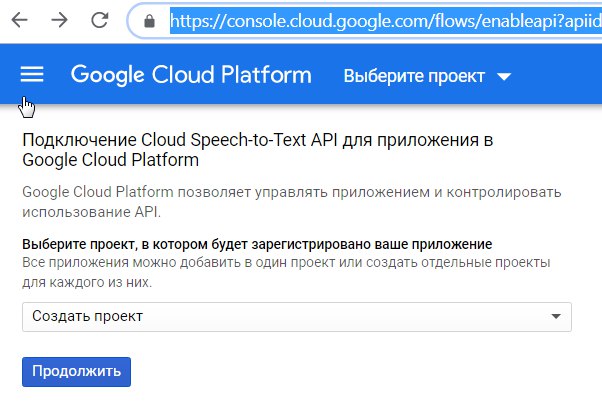 https://console.cloud.google.com/flows/enableapi?apiid
Google Cloud Platform Выберите проект
Подключение Cloud Speech-to-Text API для приложения в
Google Cloud Platform
Google Cloud Platform позволяет управлять приложением и контролировать
использование API.
Выберите проект, в котором будет зарегистрировано ваше приложение
Все приложения можно добавить в один проект или создать отдельные проекты
для каждого из них.
Создать проект
Продолжить